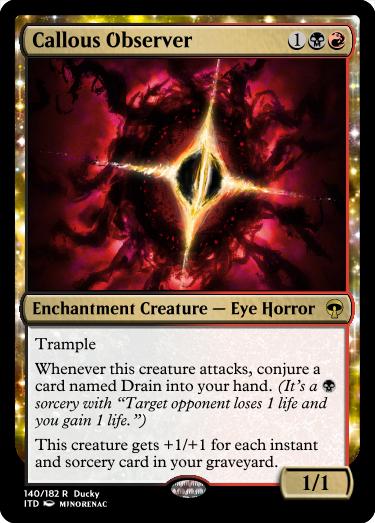 Callous Observer 1
Enchantment Creature — Eye Horror
Trample
Whenever this creature attacks, conjure a
card named Drain into your hand. (It's a
sorcery with “Target opponent loses 1 life and
you gain 1 life.”)
This creature gets +1/+1 for each instant
and sorcery card in your graveyard.
1/1
140/182 R Ducky
ITD MINORENAC